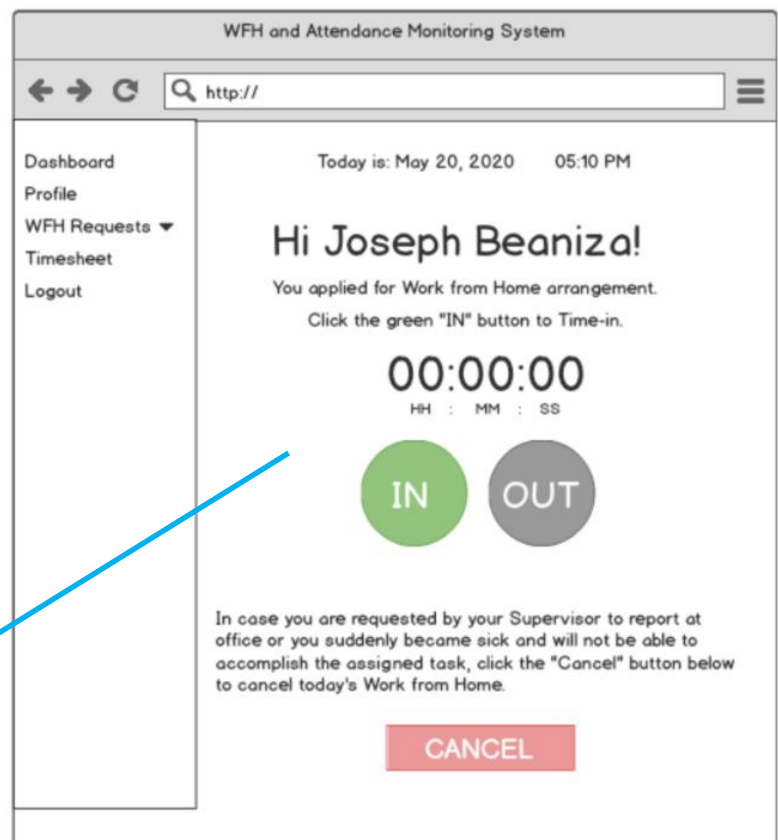 WFH and Attendance Monitoring System
http://
Dashboard
Profile
WFH Requests
Timesheet
Logout
Today is: May 20, 2020 05:10 PM
Hi Joseph Beaniza!
You applied for Work from Home arrangement.
Click the green "IN" button to Time-in.
00:00:00
HH : MM : SS
IN OUT
In case you are requested by your Supervisor to report at
office or you suddenly became sick and will not be able to
accomplish the assigned task, click the "Cancel" button below
to cancel today's Work from Home.
CANCEL